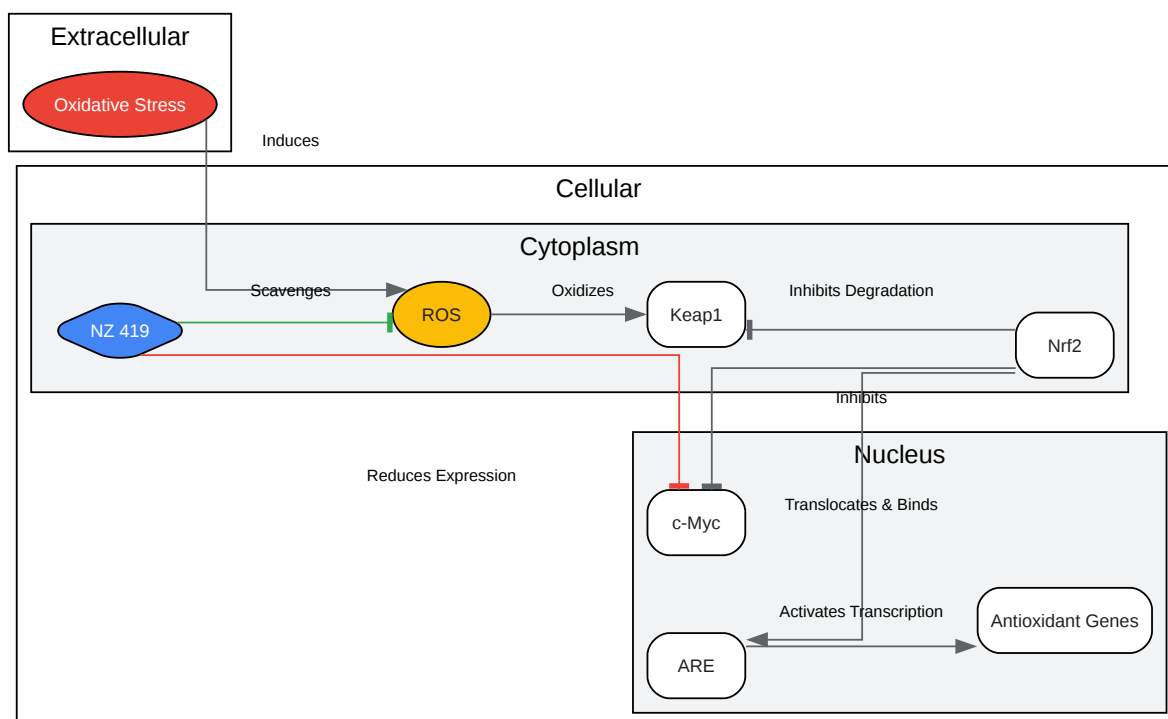 Extracellular
Oxidative Stress
Induces
Cellular
Cytoplasm
Scavenges
Oxidizes
Inhibits Degradation
NZ 419
ROS
Keap1
Nrf2
Inhibits
Nucleus
Reduces Expression
c-Myc
Translocates & Binds
Activates Transcription
Antioxidant Genes
ARE